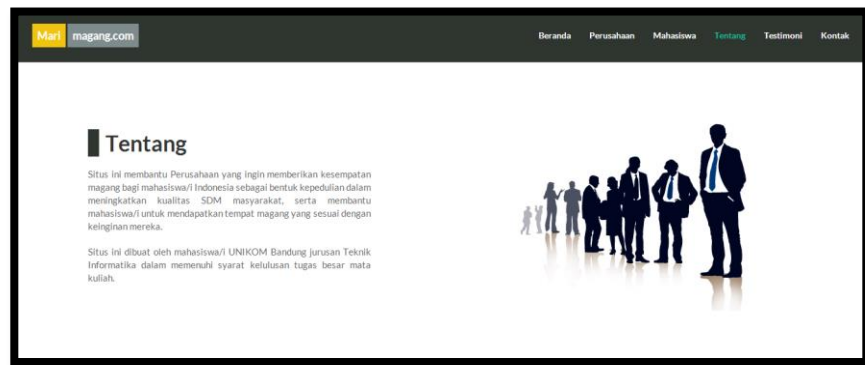 Mari magang.com
Beranda Perusahaan Mahasiswa Tentang Testimoni Kontak
Tentang
Situs ini membantu Perusahaan yang ingin memberikan kesempatan
magang bagi mahasiswa/i Indonesia sebagai bentuk kepedulian dalam
meningkatkan kualitas SDM masyarakat, serta membantu
mahasiswa/i untuk mendapatkan tempat magang yang sesuai dengan
keinginan mereka.
Situs ini dibuat oleh mahasiswa/i UNIKOM Bandung jurusan Teknik
Informatika dalam memenuhi syarat kelulusan tugas besar mata
kuliah.